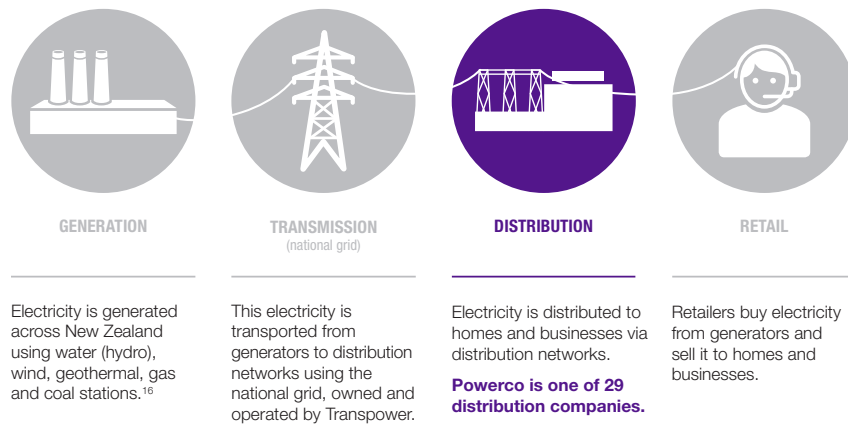 GENERATION
Electricity is generated
across New Zealand
using water (hydro),
wind, geothermal, gas
and coal stations.¹⁶
TRANSMISSION
(national grid)
This electricity is
transported from
generators to distribution
networks using the
national grid, owned and
operated by Transpower.
DISTRIBUTION
Electricity is distributed to
homes and businesses via
distribution networks.
Powerco is one of 29
distribution companies.
RETAIL
Retailers buy electricity
from generators and
sell it to homes and
businesses.